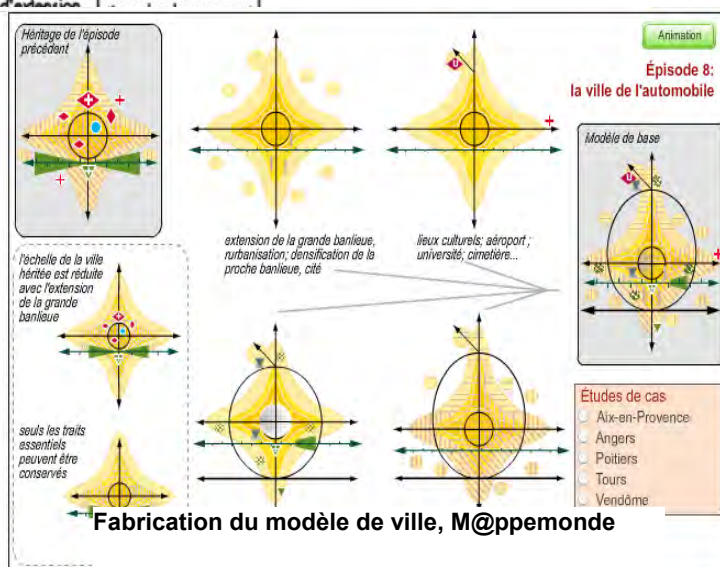 d'extension
Héritage de l'épisode
précédent
Animation
Épisode 8:
la ville de l'automobile
Modèle de base
U
U
extension de la grande banlieue,
rurbanisation; densification de la
proche banlieue, cité
lieux culturels; aéroport ;
université; cimetière...
l'échelle de la ville
héritée est réduite
avec l'extension
de la grande
banlieue
seuls les traits
essentiels
peuvent être
conservés
Études de cas
Aix-en-Provence
Angers
Poitiers
Tours
Vendôme
Fabrication du modèle de ville, M@ppemonde